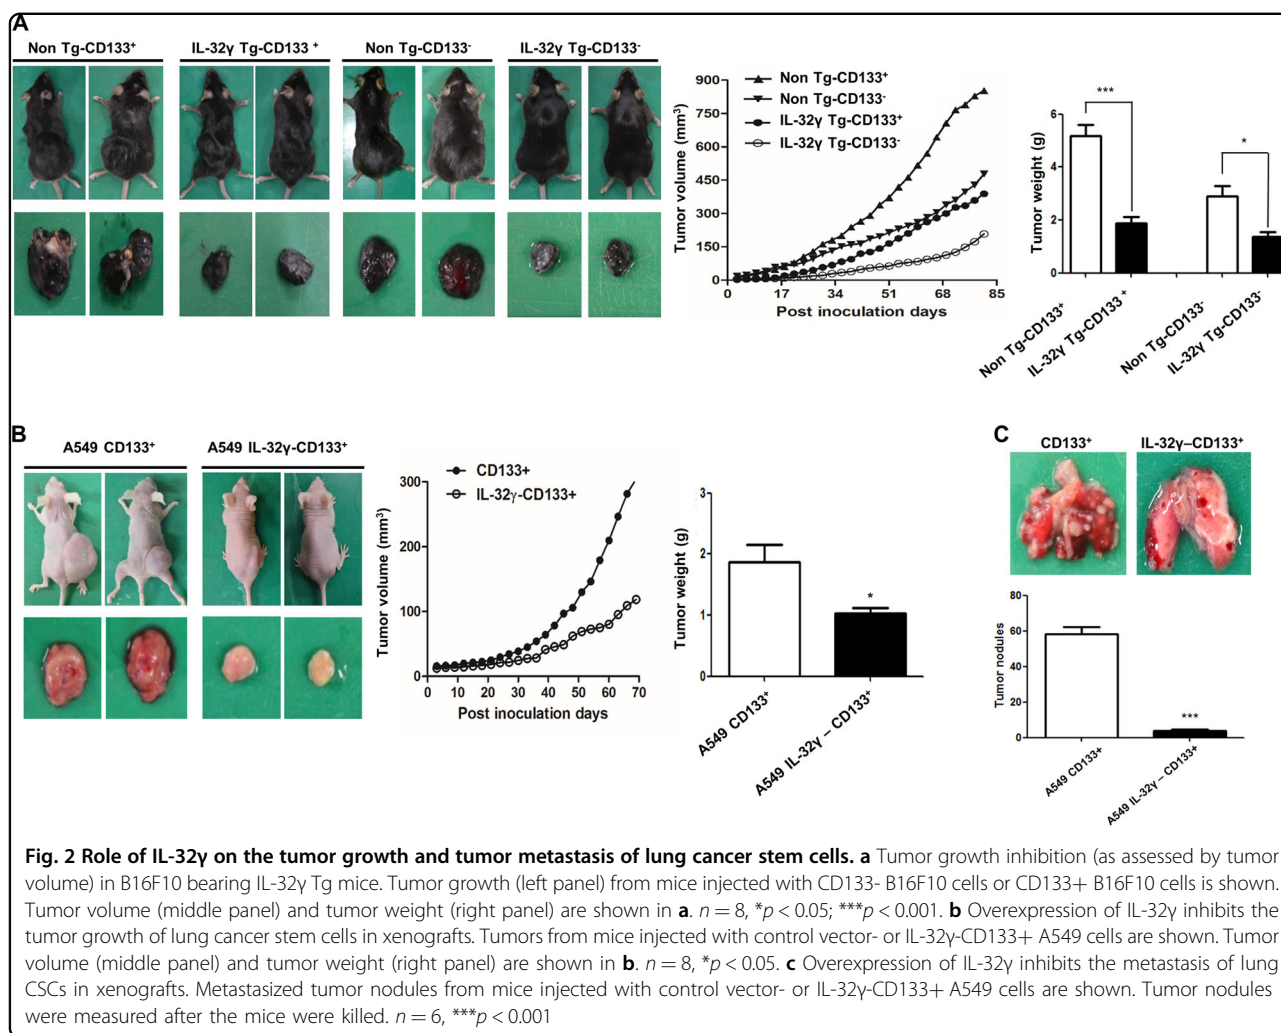 A
Non Tg-CD133+
IL-32γ Tg-CD133 +
Non Tg-CD133-
IL-32γ Tg-CD133-
Tumor volume (mm3)
900
750
600
450
300
150
0
0
17
34
51
68
85
Post inoculation days
Non Tg-CD133+
Non Tg-CD133-
IL-32γ Tg-CD133+
IL-32γ Tg-CD133-
Tumor weight (g)
6
4
2
0
***
*
Non Tg-CD133+
IL-32γ Tg-CD133 +
Non Tg-CD133-
IL-32γ Tg-CD133-
B
A549 CD133+
A549 IL-32γ-CD133+
Tumor volume (mm3)
300
200
100
0
0
10
20
30
40
50
60
70
Post inoculation days
CD133+
IL-32γ-CD133+
Tumor weight (g)
3
2
1
0
*
A549 CD133+
A549 IL-32γ – CD133+
C
CD133+
IL-32γ–CD133+
Tumor nodules
80
60
40
20
0
***
A549 CD133+
A549 IL-32γ – CD133+
Fig. 2 Role of IL-32γ on the tumor growth and tumor metastasis of lung cancer stem cells. a Tumor growth inhibition (as assessed by tumor
volume) in B16F10 bearing IL-32γ Tg mice. Tumor growth (left panel) from mice injected with CD133- B16F10 cells or CD133+ B16F10 cells is shown.
Tumor volume (middle panel) and tumor weight (right panel) are shown in a. n = 8, *p < 0.05; ***p < 0.001. b Overexpression of IL-32γ inhibits the
tumor growth of lung cancer stem cells in xenografts. Tumors from mice injected with control vector- or IL-32γ-CD133+ A549 cells are shown. Tumor
volume (middle panel) and tumor weight (right panel) are shown in b. n = 8, *p < 0.05. c Overexpression of IL-32γ inhibits the metastasis of lung
CSCs in xenografts. Metastasized tumor nodules from mice injected with control vector- or IL-32γ-CD133+ A549 cells are shown. Tumor nodules
were measured after the mice were killed. n = 6, ***p < 0.001